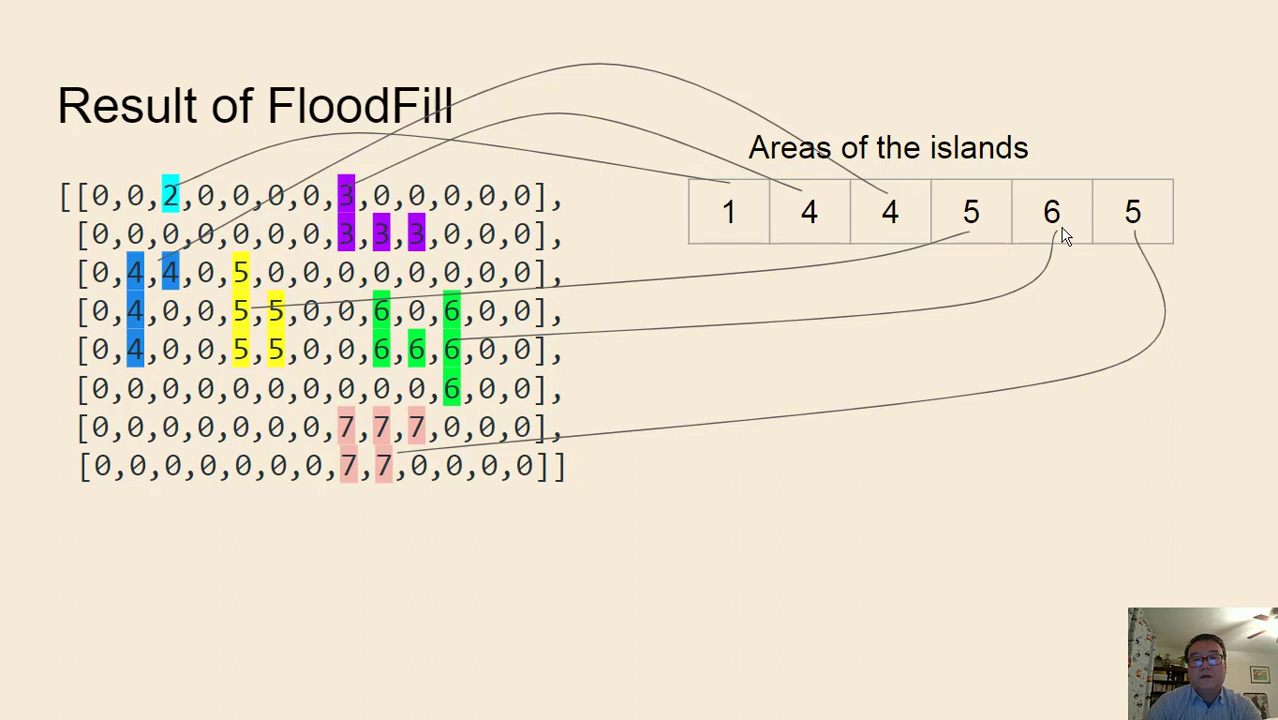 Result of FloodFill
Areas of the islands
[[0,0,2,0,0,0,0,3,0,0,0,0,0],
[0,0,0,0,0,0,0,3,3,3,0,0,0],
[0,4,4,0,5,0,0,0,0,0,0,0,0],
[0,4,0,0,5,5,0,0,6,0,6,0,0],
[0,4,0,0,5,5,0,0,6,6,6,0,0],
[0,0,0,0,0,0,0,0,0,0,6,0,0],
[0,0,0,0,0,0,0,7,7,7,0,0,0],
[0,0,0,0,0,0,0,7,7,0,0,0,0]]
1 4 4 5 6 5